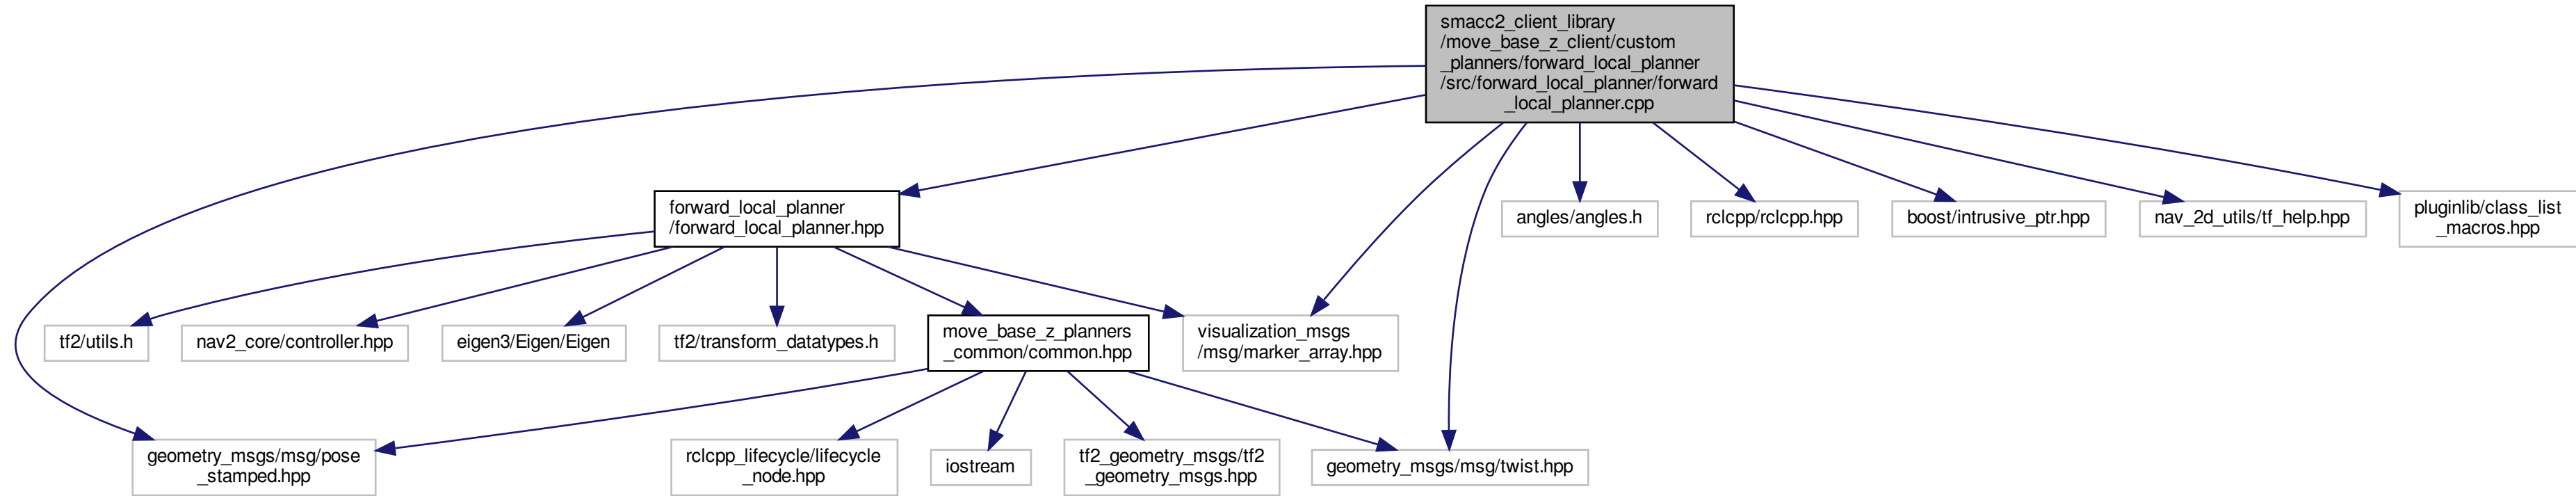 smacc2_client_library
/move_base_z_client/custom
_planners/forward_local_planner
/src/forward_local_planner/forward
_local_planner.cpp
forward_local_planner
/forward_local_planner.hpp
angles/angles.h
rclcpp/rclcpp.hpp
boost/intrusive_ptr.hpp
nav_2d_utils/tf_help.hpp
pluginlib/class_list
_macros.hpp
tf2/utils.h
nav2_core/controller.hpp
eigen3/Eigen/Eigen
tf2/transform_datatypes.h
move_base_z_planners
_common/common.hpp
visualization_msgs
/msg/marker_array.hpp
geometry_msgs/msg/pose
_stamped.hpp
rclcpp_lifecycle/lifecycle
_node.hpp
iostream
tf2_geometry_msgs/tf2
_geometry_msgs.hpp
geometry_msgs/msg/twist.hpp